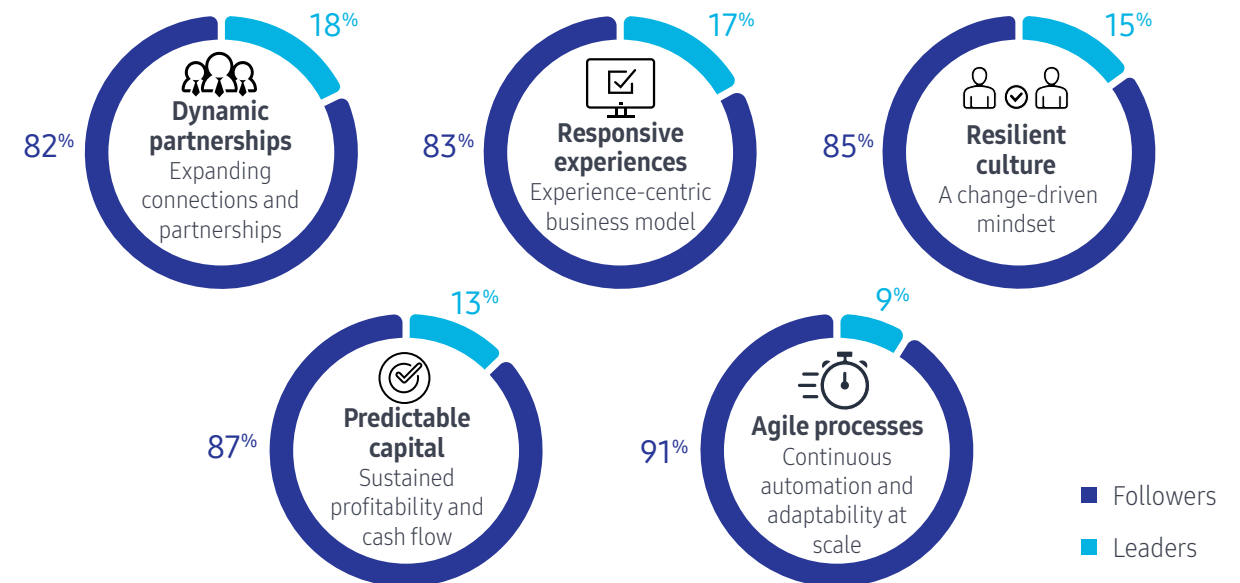 18%
82%
Dynamic
partnerships
Expanding
connections and
partnerships
17%
83%
Responsive
experiences
Experience-centric
business model
15%
85%
Resilient
culture
A change-driven
mindset
13%
87%
Predictable
capital
Sustained
profitability and
cash flow
9%
91%
Agile processes
Continuous
automation and
adaptability at
scale
Followers
Leaders